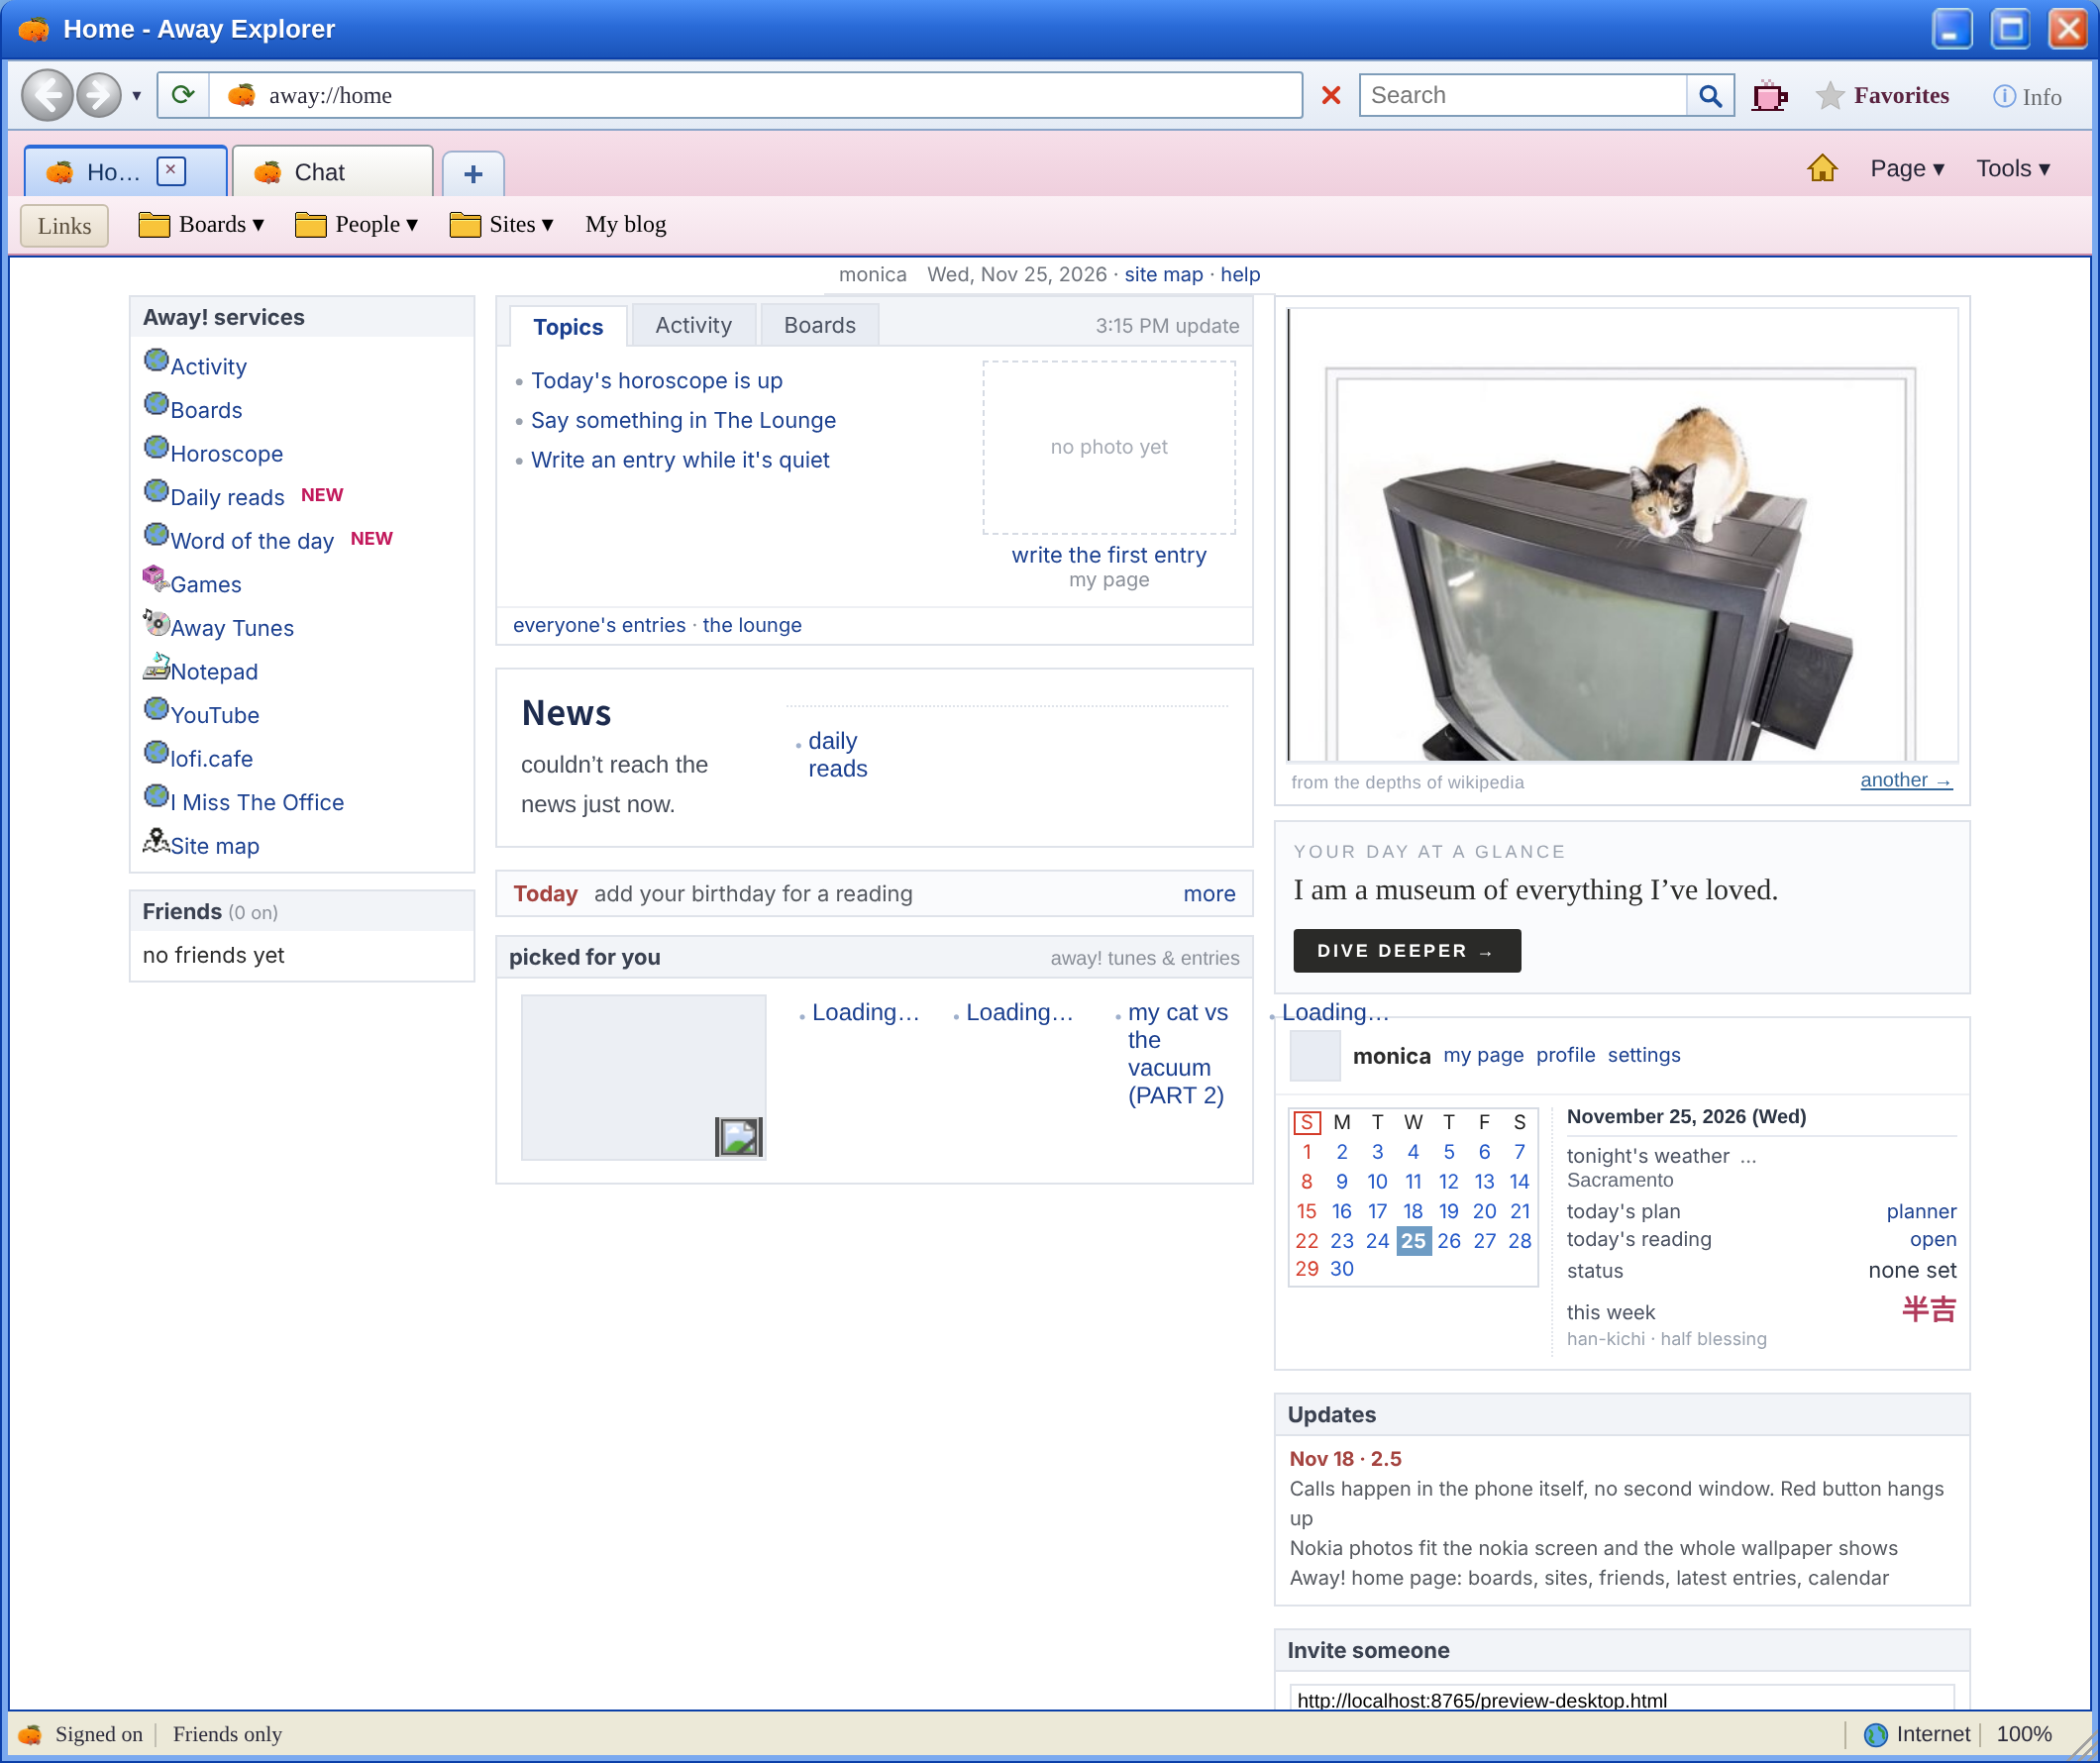 Home - Away Explorer
away://home
Search
Favorites
Info
Ho...
Chat
Page ▾
Tools ▾
Links
Boards ▾
People ▾
Sites ▾
My blog
monica Wed, Nov 25, 2026 · site map · help
Away! services
Activity
Boards
Horoscope
Daily reads NEW
Word of the day NEW
Games
Away Tunes
Notepad
YouTube
lofi.cafe
I Miss The Office
Site map
Friends (0 on)
no friends yet
Topics
Activity
Boards
3:15 PM update
Today's horoscope is up
Say something in The Lounge
Write an entry while it's quiet
no photo yet
write the first entry
my page
everyone's entries · the lounge
News
couldn't reach the
news just now.
daily
reads
Today add your birthday for a reading more
picked for you away! tunes & entries
Loading...
Loading...
my cat vs
the
vacuum
(PART 2)
Loading...
from the depths of wikipedia another →
YOUR DAY AT A GLANCE
I am a museum of everything I've loved.
DIVE DEEPER →
monica my page profile settings
S M T W T F S
1 2 3 4 5 6 7
8 9 10 11 12 13 14
15 16 17 18 19 20 21
22 23 24 25 26 27 28
29 30
November 25, 2026 (Wed)
tonight's weather ...
Sacramento
today's plan planner
today's reading open
status none set
this week 半吉
han-kichi · half blessing
Updates
Nov 18 · 2.5
Calls happen in the phone itself, no second window. Red button hangs
up
Nokia photos fit the nokia screen and the whole wallpaper shows
Away! home page: boards, sites, friends, latest entries, calendar
Invite someone
http://localhost:8765/preview-desktop.html
Signed on
Friends only
Internet
100%